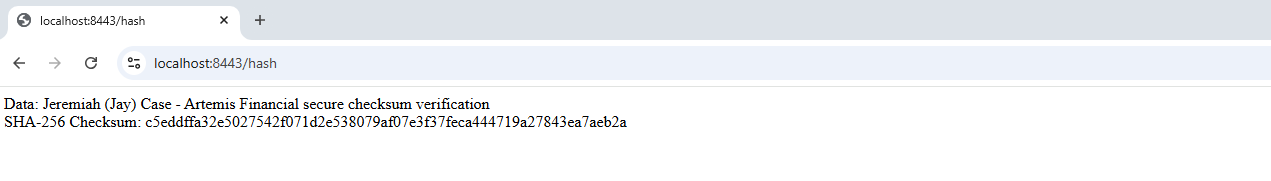 localhost:8443/hash
localhost:8443/hash
Data: Jeremiah (Jay) Case - Artemis Financial secure checksum verification
SHA-256 Checksum: c5eddffa32e5027542f071d2e538079af07e3f37feca444719a27843ea7aeb2a